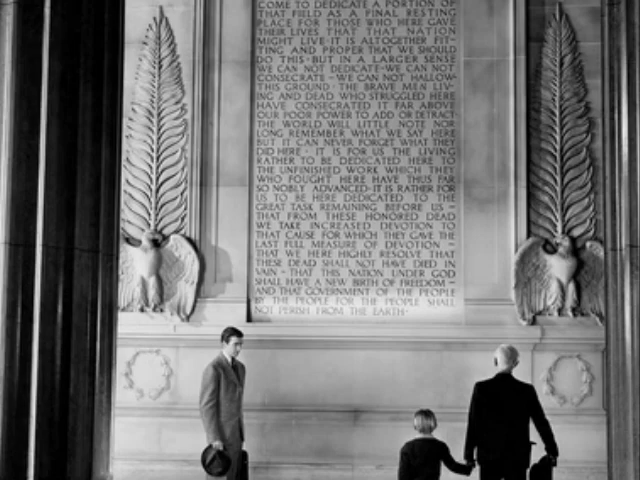 COME TO DEDICATE A PORTION OF
THAT FIELD AS A FINAL RESTING
PLACE FOR THOSE WHO HERE GAVE
THEIR LIVES THAT THAT NATION
MIGHT LIVE · IT IS ALTOGETHER FIT-
TING AND PROPER THAT WE SHOULD
DO THIS · BUT IN A LARGER SENSE
WE CAN NOT DEDICATE – WE CAN NOT
CONSECRATE – WE CAN NOT HALLOW –
THIS GROUND · THE BRAVE MEN LIV-
ING AND DEAD WHO STRUGGLED HERE
HAVE CONSECRATED IT FAR ABOVE
OUR POOR POWER TO ADD OR DETRACT ·
THE WORLD WILL LITTLE NOTE NOR
LONG REMEMBER WHAT WE SAY HERE
BUT IT CAN NEVER FORGET WHAT THEY
DID HERE · IT IS FOR US THE LIVING
RATHER TO BE DEDICATED HERE TO
THE UNFINISHED WORK WHICH THEY
WHO FOUGHT HERE HAVE THUS FAR
SO NOBLY ADVANCED · IT IS RATHER FOR
US TO BE HERE DEDICATED TO THE
GREAT TASK REMAINING BEFORE US –
THAT FROM THESE HONORED DEAD
WE TAKE INCREASED DEVOTION TO
THAT CAUSE FOR WHICH THEY GAVE THE
LAST FULL MEASURE OF DEVOTION –
THAT WE HERE HIGHLY RESOLVE THAT
THESE DEAD SHALL NOT HAVE DIED IN
VAIN – THAT THIS NATION UNDER GOD
SHALL HAVE A NEW BIRTH OF FREEDOM –
AND THAT GOVERNMENT OF THE PEOPLE
BY THE PEOPLE FOR THE PEOPLE SHALL
NOT PERISH FROM THE EARTH ·